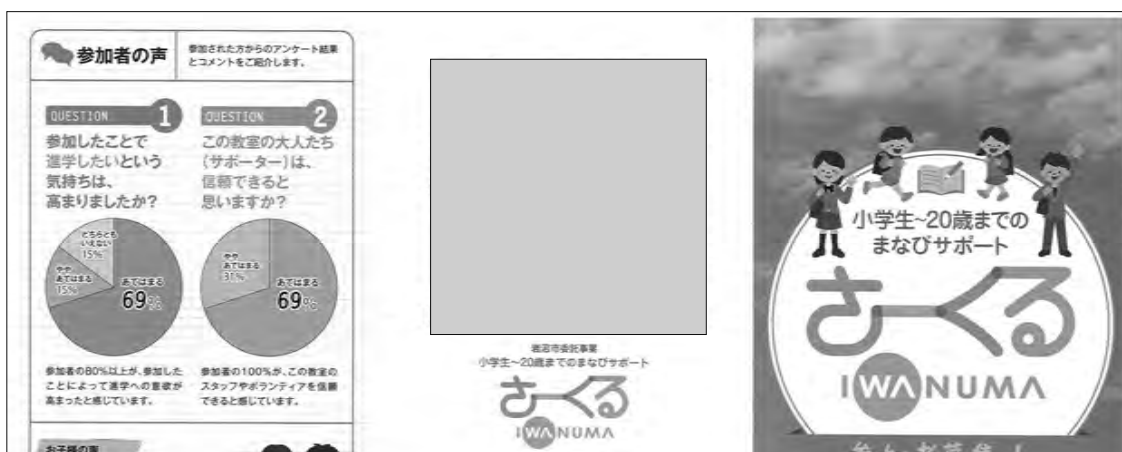 参加者の声
参加された方からのアンケート結果
とコメントをご紹介します。
QUESTION 1
参加したことで
進学したいという
気持ちは、
高まりましたか?
どちらとも
いえない
15%
やや
あてはまる
15%
あてはまる
69%
参加者の80%以上が、参加した
ことによって進学への意欲が
高まったと感じています。
QUESTION 2
この教室の大人たち
(サポーター)は、
信頼できると
思いますか?
やや
あてはまる
31%
あてはまる
69%
参加者の100%が、この教室の
スタッフやボランティアを信頼
できると感じています。
お子様の声
岩沼市委託事業
小学生~20歳までのまなびサポート
さーくる
IWANUMA
小学生~20歳までの
まなびサポート
さーくる
IWANUMA